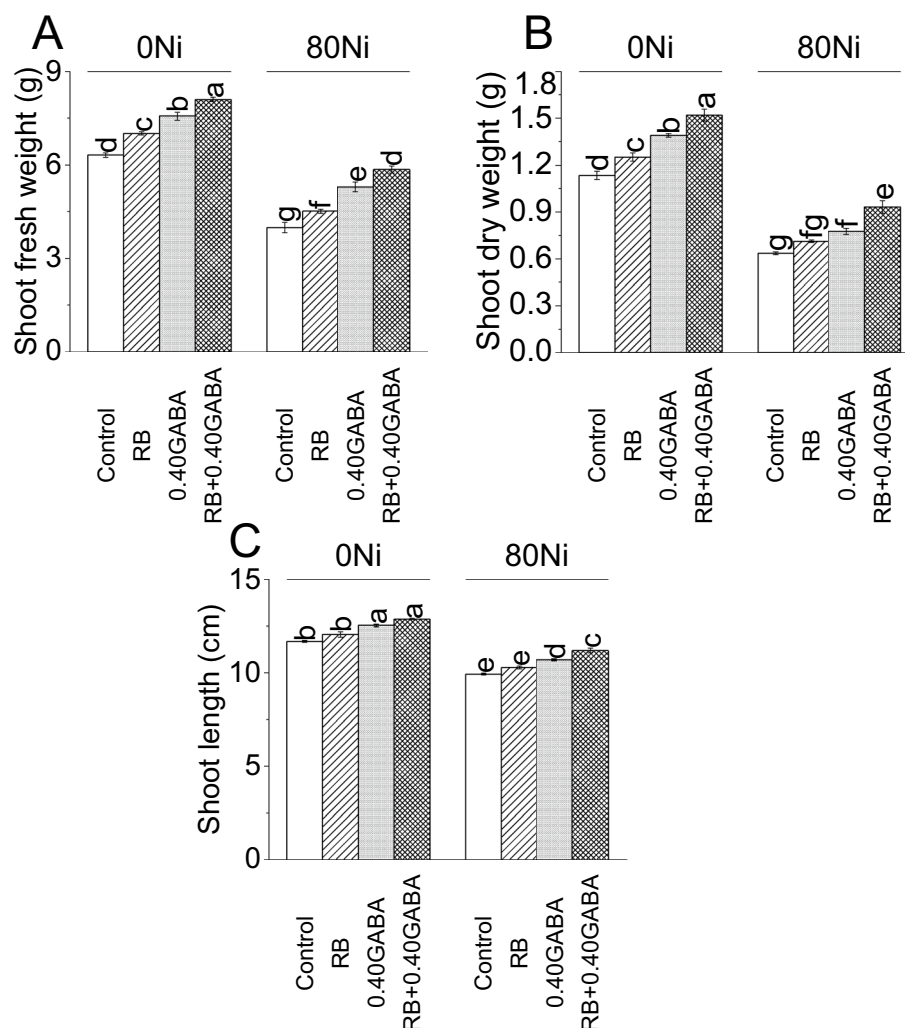 A
0Ni
80Ni
Shoot fresh weight (g)
9
6
3
0
d
c
b
a
g
f
e
d
Control
RB
0.40GABA
RB+0.40GABA
Control
RB
0.40GABA
RB+0.40GABA
B
0Ni
80Ni
Shoot dry weight (g)
1.8
1.5
1.2
0.9
0.6
0.3
0.0
d
c
b
a
g
fg
f
e
Control
RB
0.40GABA
RB+0.40GABA
Control
RB
0.40GABA
RB+0.40GABA
C
0Ni
80Ni
Shoot length (cm)
15
10
5
0
b
b
a
a
e
e
d
c
Control
RB
0.40GABA
RB+0.40GABA
Control
RB
0.40GABA
RB+0.40GABA